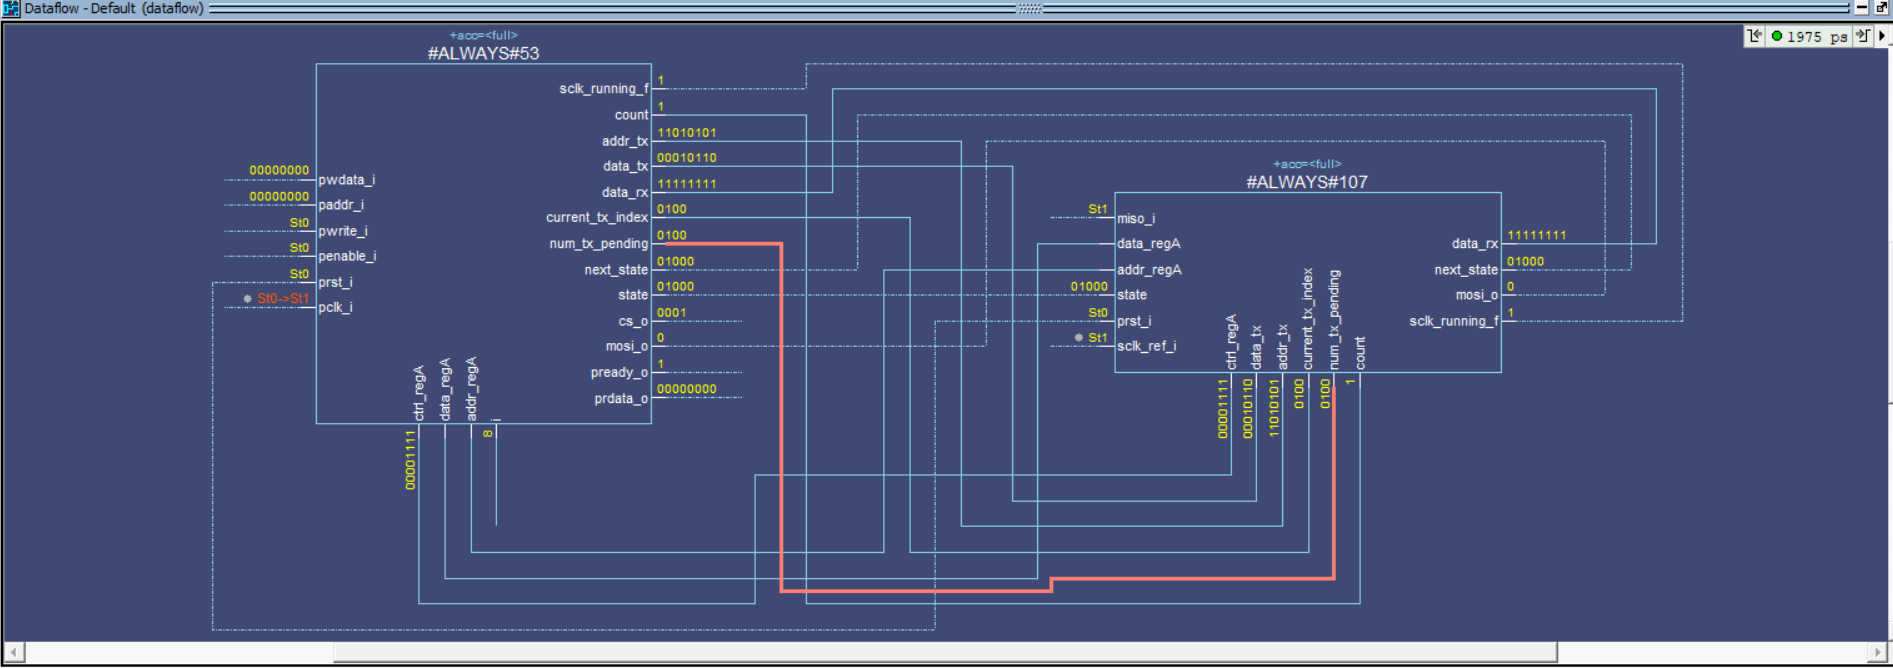 Dataflow - Default (dataflow)
1975 ps
+acc=<full>
#ALWAYS#53
sclk_running_f 1
count 1
addr_tx 11010101
data_tx 00010110
data_rx 11111111
current_tx_index 0100
num_tx_pending 0100
next_state 01000
state 01000
cs_o 0001
mosi_o 0
pready_o 1
prdata_o 00000000
00000000 pwdata_i
00000000 paddr_i
St0 pwrite_i
St0 penable_i
St0 prst_i
St0->St1 pclk_i
ctrl_regA 00001111
data_regA
addr_regA
i 8
+acc=<full>
#ALWAYS#107
St1 miso_i
data_regA
addr_regA
01000 state
St0 prst_i
St1 sclk_ref_i
data_rx 11111111
next_state 01000
mosi_o 0
sclk_running_f 1
ctrl_regA 00001111
data_tx 00010110
addr_tx 11010101
current_tx_index 0100
num_tx_pending 0100
count 1